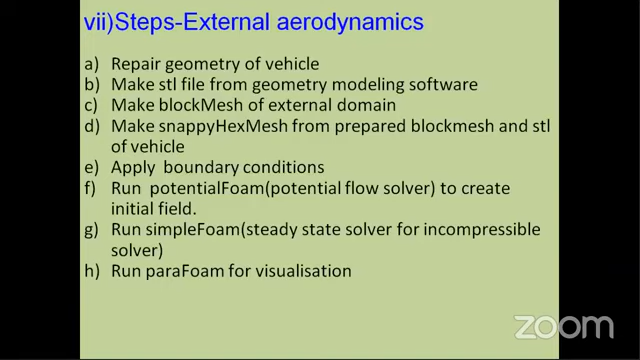 vii)Steps-External aerodynamics
a) Repair geometry of vehicle
b) Make stl file from geometry modeling software
c) Make blockMesh of external domain
d) Make snappyHexMesh from prepared blockmesh and stl
of vehicle
e) Apply boundary conditions
f) Run potentialFoam(potential flow solver) to create
initial field.
g) Run simpleFoam(steady state solver for incompressible
solver)
h) Run paraFoam for visualisation
zoom